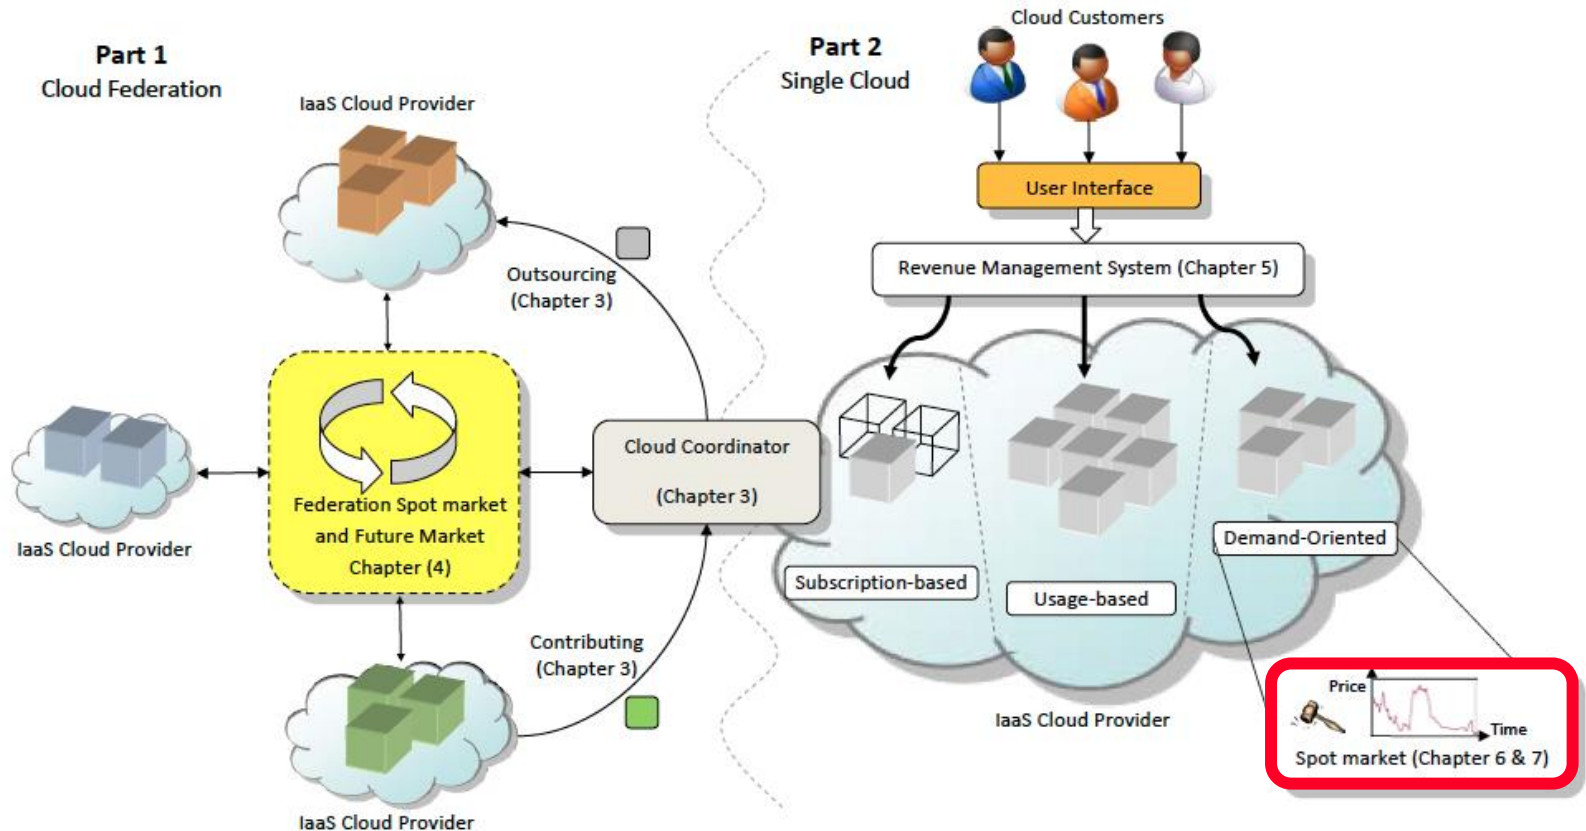 Part 1
Cloud Federation
IaaS Cloud Provider
Outsourcing
(Chapter 3)
Federation Spot market
and Future Market
Chapter (4)
IaaS Cloud Provider
Cloud Coordinator
(Chapter 3)
Contributing
(Chapter 3)
IaaS Cloud Provider
Part 2
Single Cloud
Cloud Customers
User Interface
Revenue Management System (Chapter 5)
Subscription-based
Usage-based
Demand-Oriented
IaaS Cloud Provider
Price
Time
Spot market (Chapter 6 & 7)